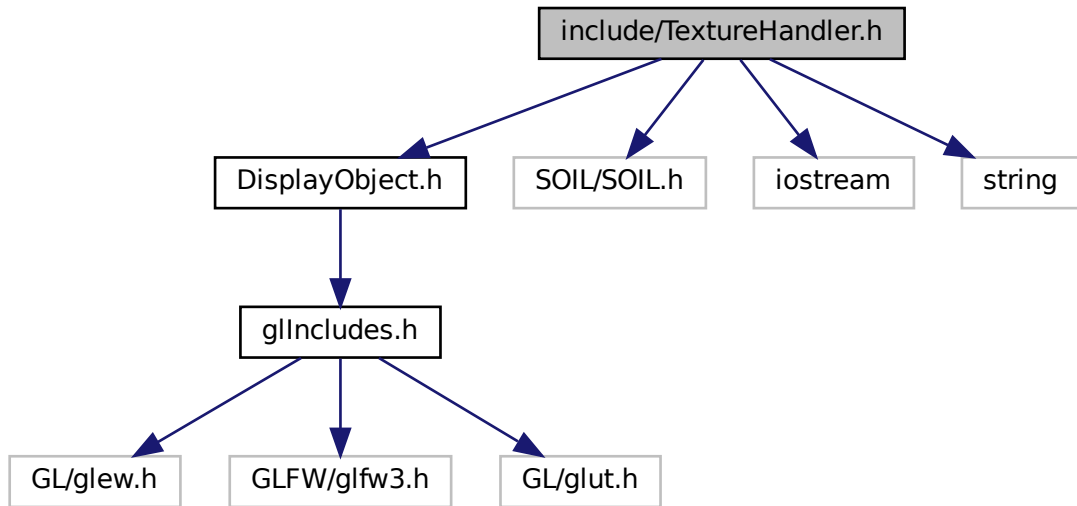 include/TextureHandler.h
DisplayObject.h
SOIL/SOIL.h
iostream
string
glIncludes.h
GL/glew.h
GLFW/glfw3.h
GL/glut.h